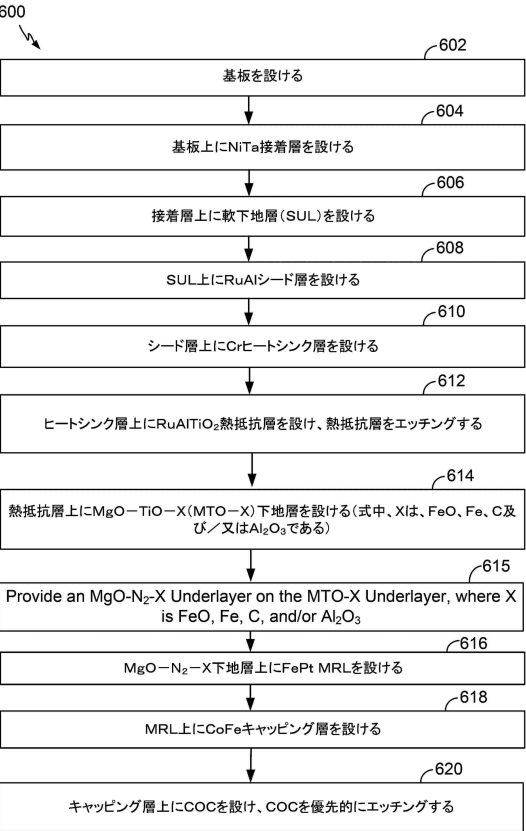 600
602
基板を設ける
604
基板上にNiTa接着層を設ける
606
接着層上に軟下地層(SUL)を設ける
608
SUL上にRuAlシード層を設ける
610
シード層上にCrヒートシンク層を設ける
612
ヒートシンク層上にRuAlTiO₂熱抵抗層を設け、熱抵抗層をエッチングする
614
熱抵抗層上にMgO-TiO-X(MTO-X)下地層を設ける(式中、Xは、FeO、Fe、C及
び/又はAl₂O₃である)
615
Provide an MgO-N₂-X Underlayer on the MTO-X Underlayer, where X
is FeO, Fe, C, and/or Al₂O₃
616
MgO-N₂-X下地層上にFePt MRLを設ける
618
MRL上にCoFeキャッピング層を設ける
620
キャッピング層上にCOCを設け、COCを優先的にエッチングする